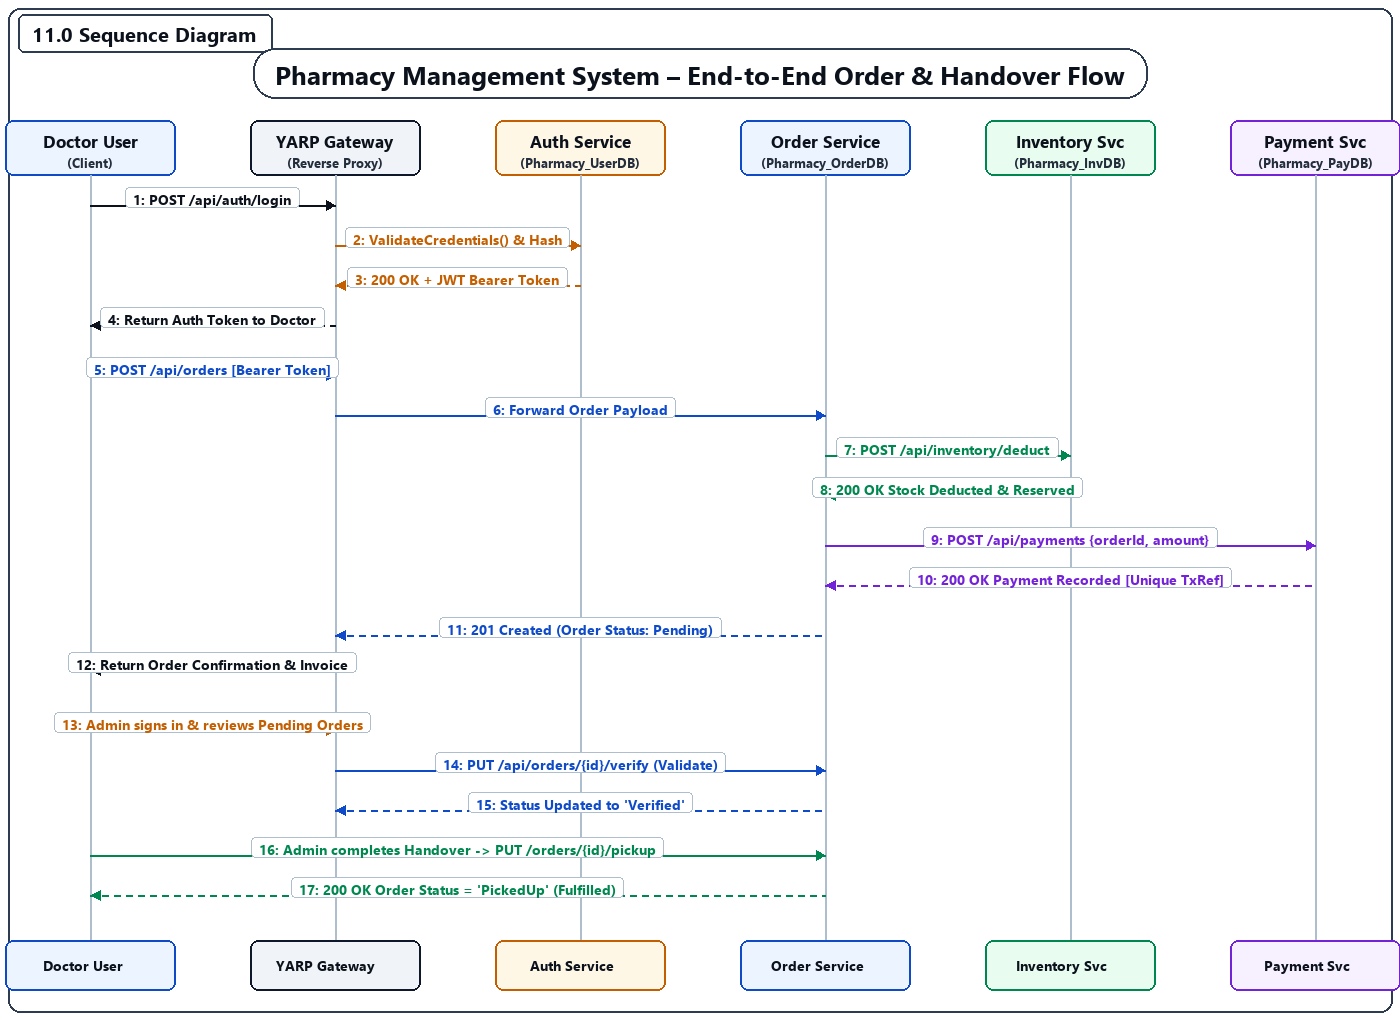 11.0 Sequence Diagram
Pharmacy Management System – End-to-End Order & Handover Flow
Doctor User
(Client)
YARP Gateway
(Reverse Proxy)
Auth Service
(Pharmacy_UserDB)
Order Service
(Pharmacy_OrderDB)
Inventory Svc
(Pharmacy_InvDB)
Payment Svc
(Pharmacy_PayDB)
1: POST /api/auth/login
2: ValidateCredentials() & Hash
3: 200 OK + JWT Bearer Token
4: Return Auth Token to Doctor
5: POST /api/orders [Bearer Token]
6: Forward Order Payload
7: POST /api/inventory/deduct
8: 200 OK Stock Deducted & Reserved
9: POST /api/payments {orderId, amount}
10: 200 OK Payment Recorded [Unique TxRef]
11: 201 Created (Order Status: Pending)
12: Return Order Confirmation & Invoice
13: Admin signs in & reviews Pending Orders
14: PUT /api/orders/{id}/verify (Validate)
15: Status Updated to 'Verified'
16: Admin completes Handover -> PUT /orders/{id}/pickup
17: 200 OK Order Status = 'PickedUp' (Fulfilled)
Doctor User
YARP Gateway
Auth Service
Order Service
Inventory Svc
Payment Svc